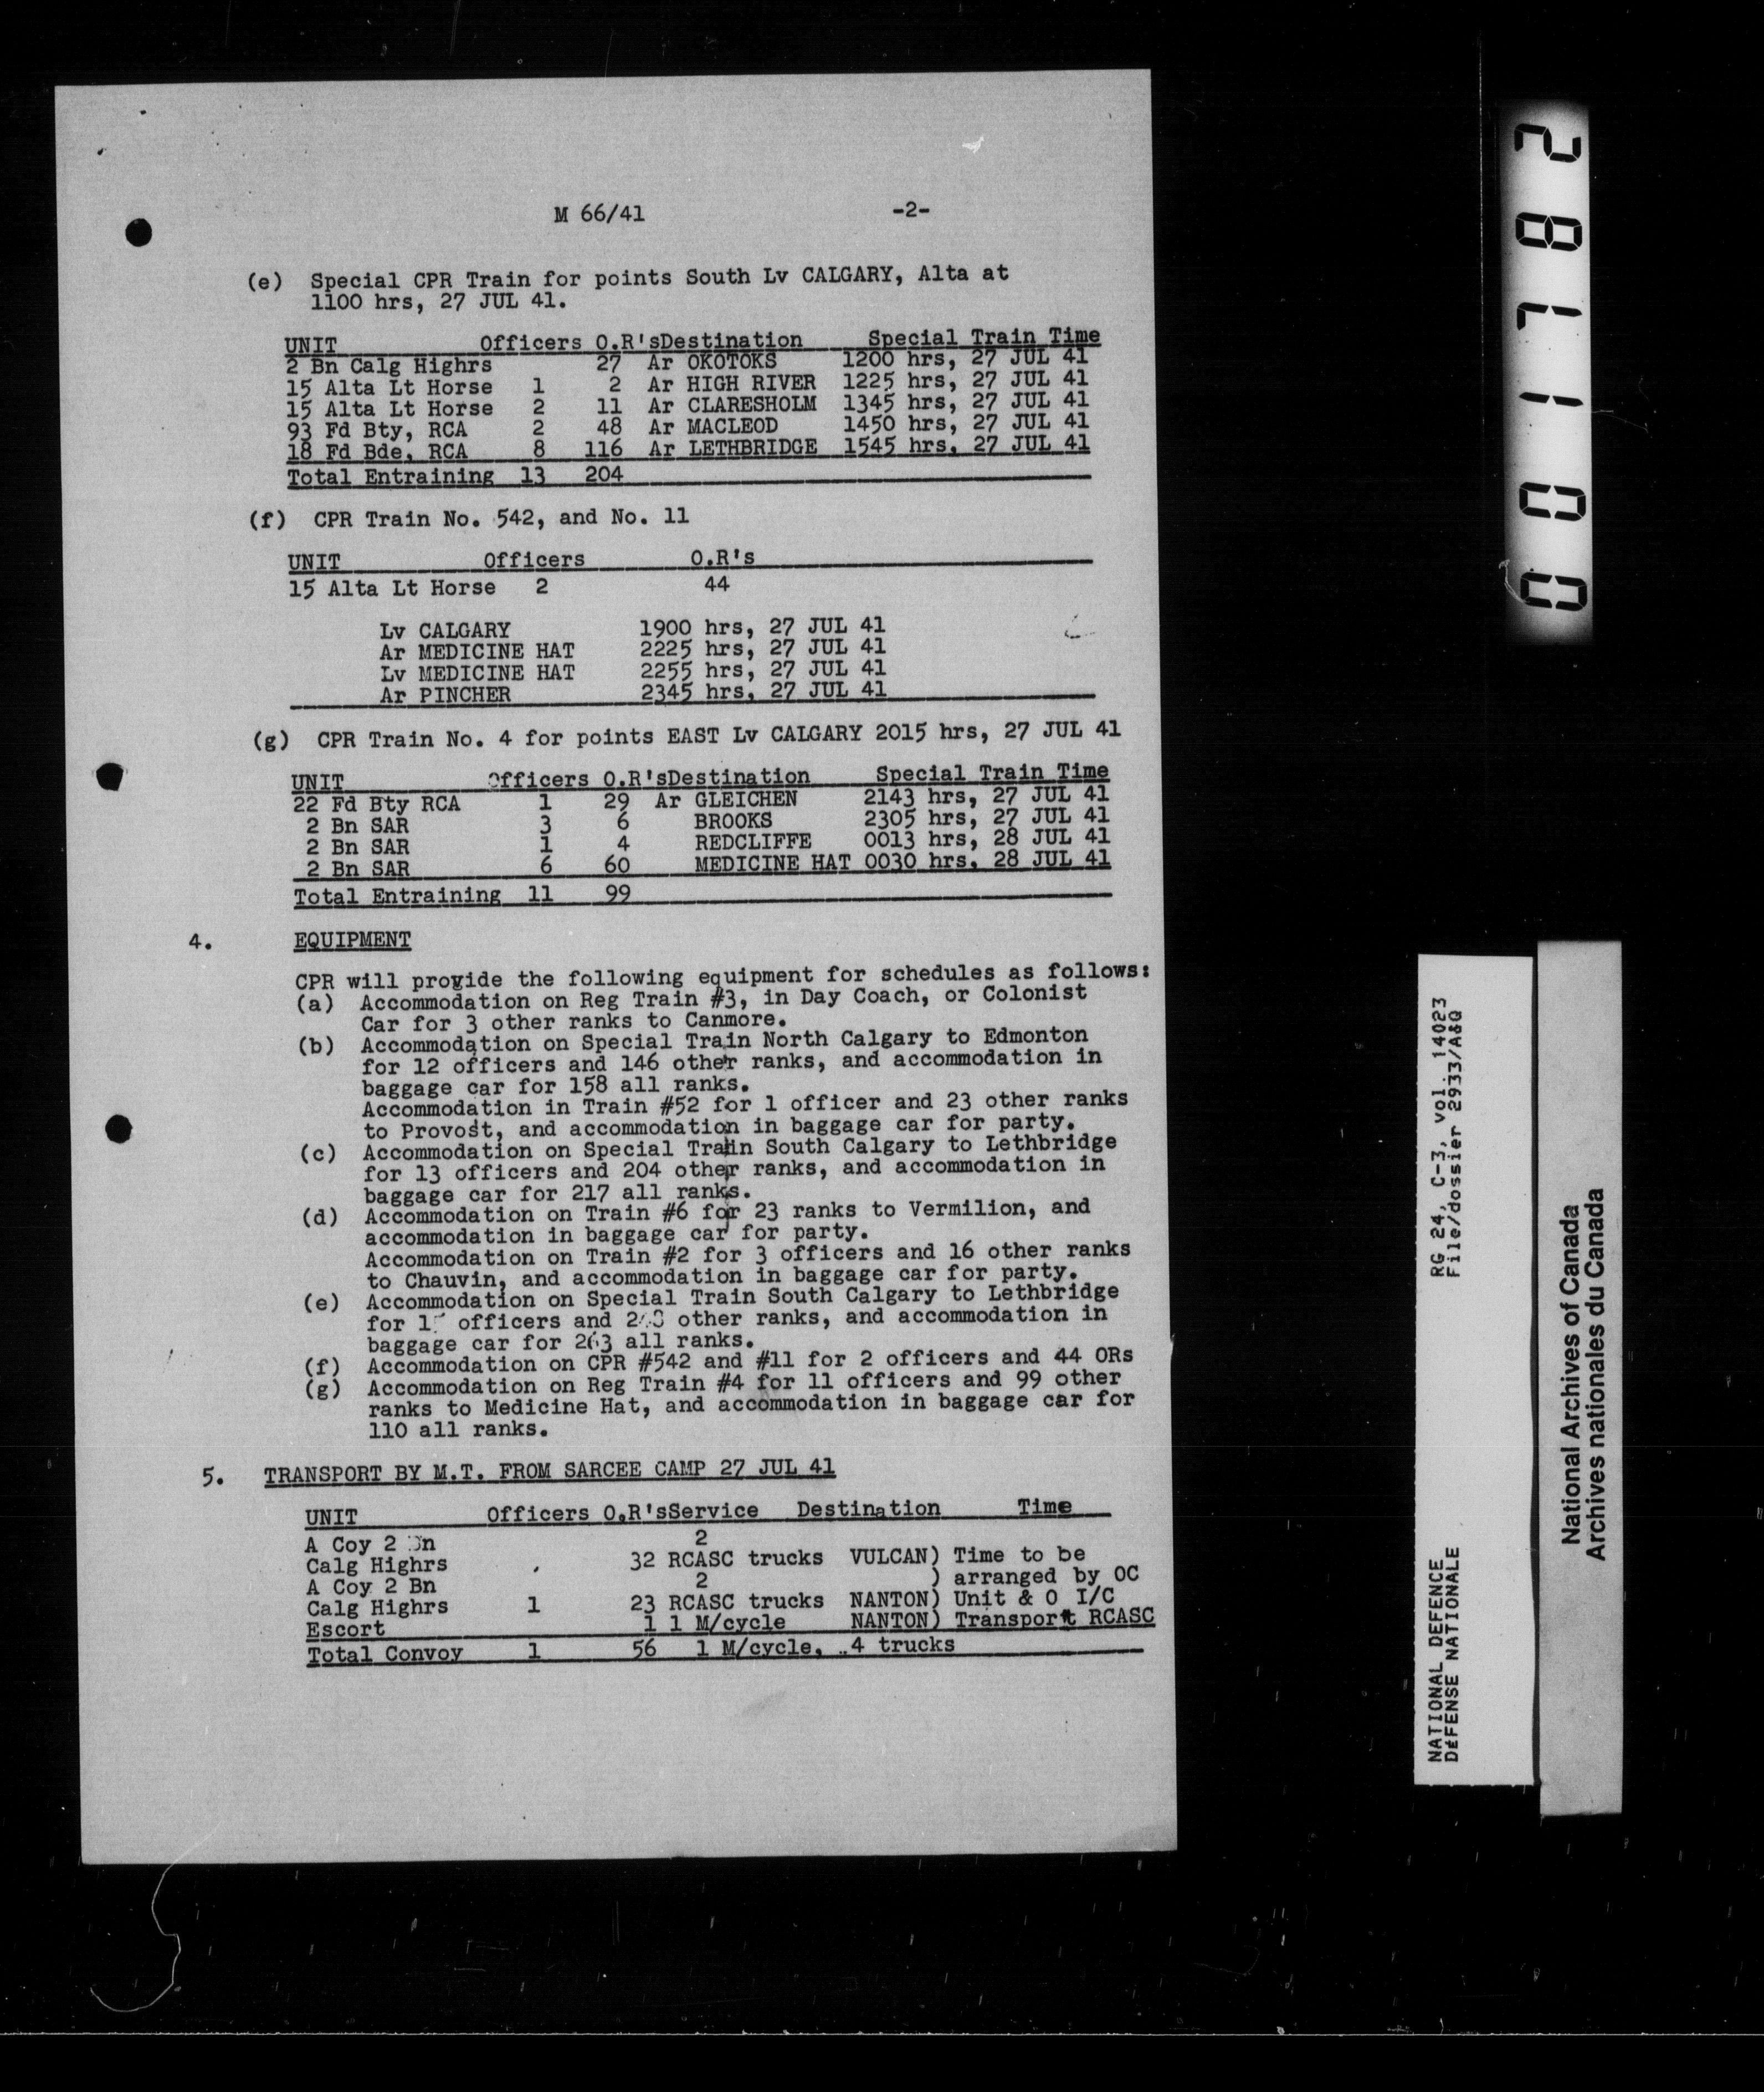 M 66/41 -2-
(e) Special CPR Train for points South Lv CALGARY, Alta at
1100 hrs, 27 JUL 41.
UNIT Officers O.R'sDestination Special Train Time
2 Bn Calg Highrs 27 Ar OKOTOKS 1200 hrs, 27 JUL 41
15 Alta Lt Horse 1 2 Ar HIGH RIVER 1225 hrs, 27 JUL 41
15 Alta Lt Horse 2 11 Ar CLARESHOLM 1345 hrs, 27 JUL 41
93 Fd Bty, RCA 2 48 Ar MACLEOD 1450 hrs, 27 JUL 41
18 Fd Bde, RCA 8 116 Ar LETHBRIDGE 1545 hrs, 27 JUL 41
Total Entraining 13 204
(f) CPR Train No. 542, and No. 11
UNIT Officers O.R's
15 Alta Lt Horse 2 44
Lv CALGARY 1900 hrs, 27 JUL 41
Ar MEDICINE HAT 2225 hrs, 27 JUL 41
Lv MEDICINE HAT 2255 hrs, 27 JUL 41
Ar PINCHER 2345 hrs, 27 JUL 41
(g) CPR Train No. 4 for points EAST Lv CALGARY 2015 hrs, 27 JUL 41
UNIT Officers O.R'sDestination Special Train Time
22 Fd Bty RCA 1 29 Ar GLEICHEN 2143 hrs, 27 JUL 41
2 Bn SAR 3 6 BROOKS 2305 hrs, 27 JUL 41
2 Bn SAR 1 4 REDCLIFFE 0013 hrs, 28 JUL 41
2 Bn SAR 6 60 MEDICINE HAT 0030 hrs, 28 JUL 41
Total Entraining 11 99
4. EQUIPMENT
CPR will provide the following equipment for schedules as follows:
(a) Accommodation on Reg Train #3, in Day Coach, or Colonist
Car for 3 other ranks to Canmore.
(b) Accommodation on Special Train North Calgary to Edmonton
for 12 officers and 146 other ranks, and accommodation in
baggage car for 158 all ranks.
Accommodation in Train #52 for 1 officer and 23 other ranks
to Provost, and accommodation in baggage car for party.
(c) Accommodation on Special Train South Calgary to Lethbridge
for 13 officers and 204 other ranks, and accommodation in
baggage car for 217 all ranks.
(d) Accommodation on Train #6 for 23 ranks to Vermilion, and
accommodation in baggage car for party.
Accommodation on Train #2 for 3 officers and 16 other ranks
to Chauvin, and accommodation in baggage car for party.
(e) Accommodation on Special Train South Calgary to Lethbridge
for officers and other ranks, and accommodation in
baggage car for 263 all ranks.
(f) Accommodation on CPR #542 and #11 for 2 officers and 44 ORs
(g) Accommodation on Reg Train #4 for 11 officers and 99 other
ranks to Medicine Hat, and accommodation in baggage car for
110 all ranks.
5. TRANSPORT BY M.T. FROM SARCEE CAMP 27 JUL 41
UNIT Officers O.R'sService Destination Time
A Coy 2 Bn 2
Calg Highrs 32 RCASC trucks VULCAN) Time to be
A Coy 2 Bn 2 ) arranged by OC
Calg Highrs 1 23 RCASC trucks NANTON) Unit & O I/C
Escort 1 1 M/cycle NANTON) Transport RCASC
Total Convoy 1 56 1 M/cycle, 4 trucks
001182
RG 24, C-3, vol. 14023
File/dossier 2933/A&Q
NATIONAL DEFENCE
DÉFENSE NATIONALE
National Archives of Canada
Archives nationales du Canada